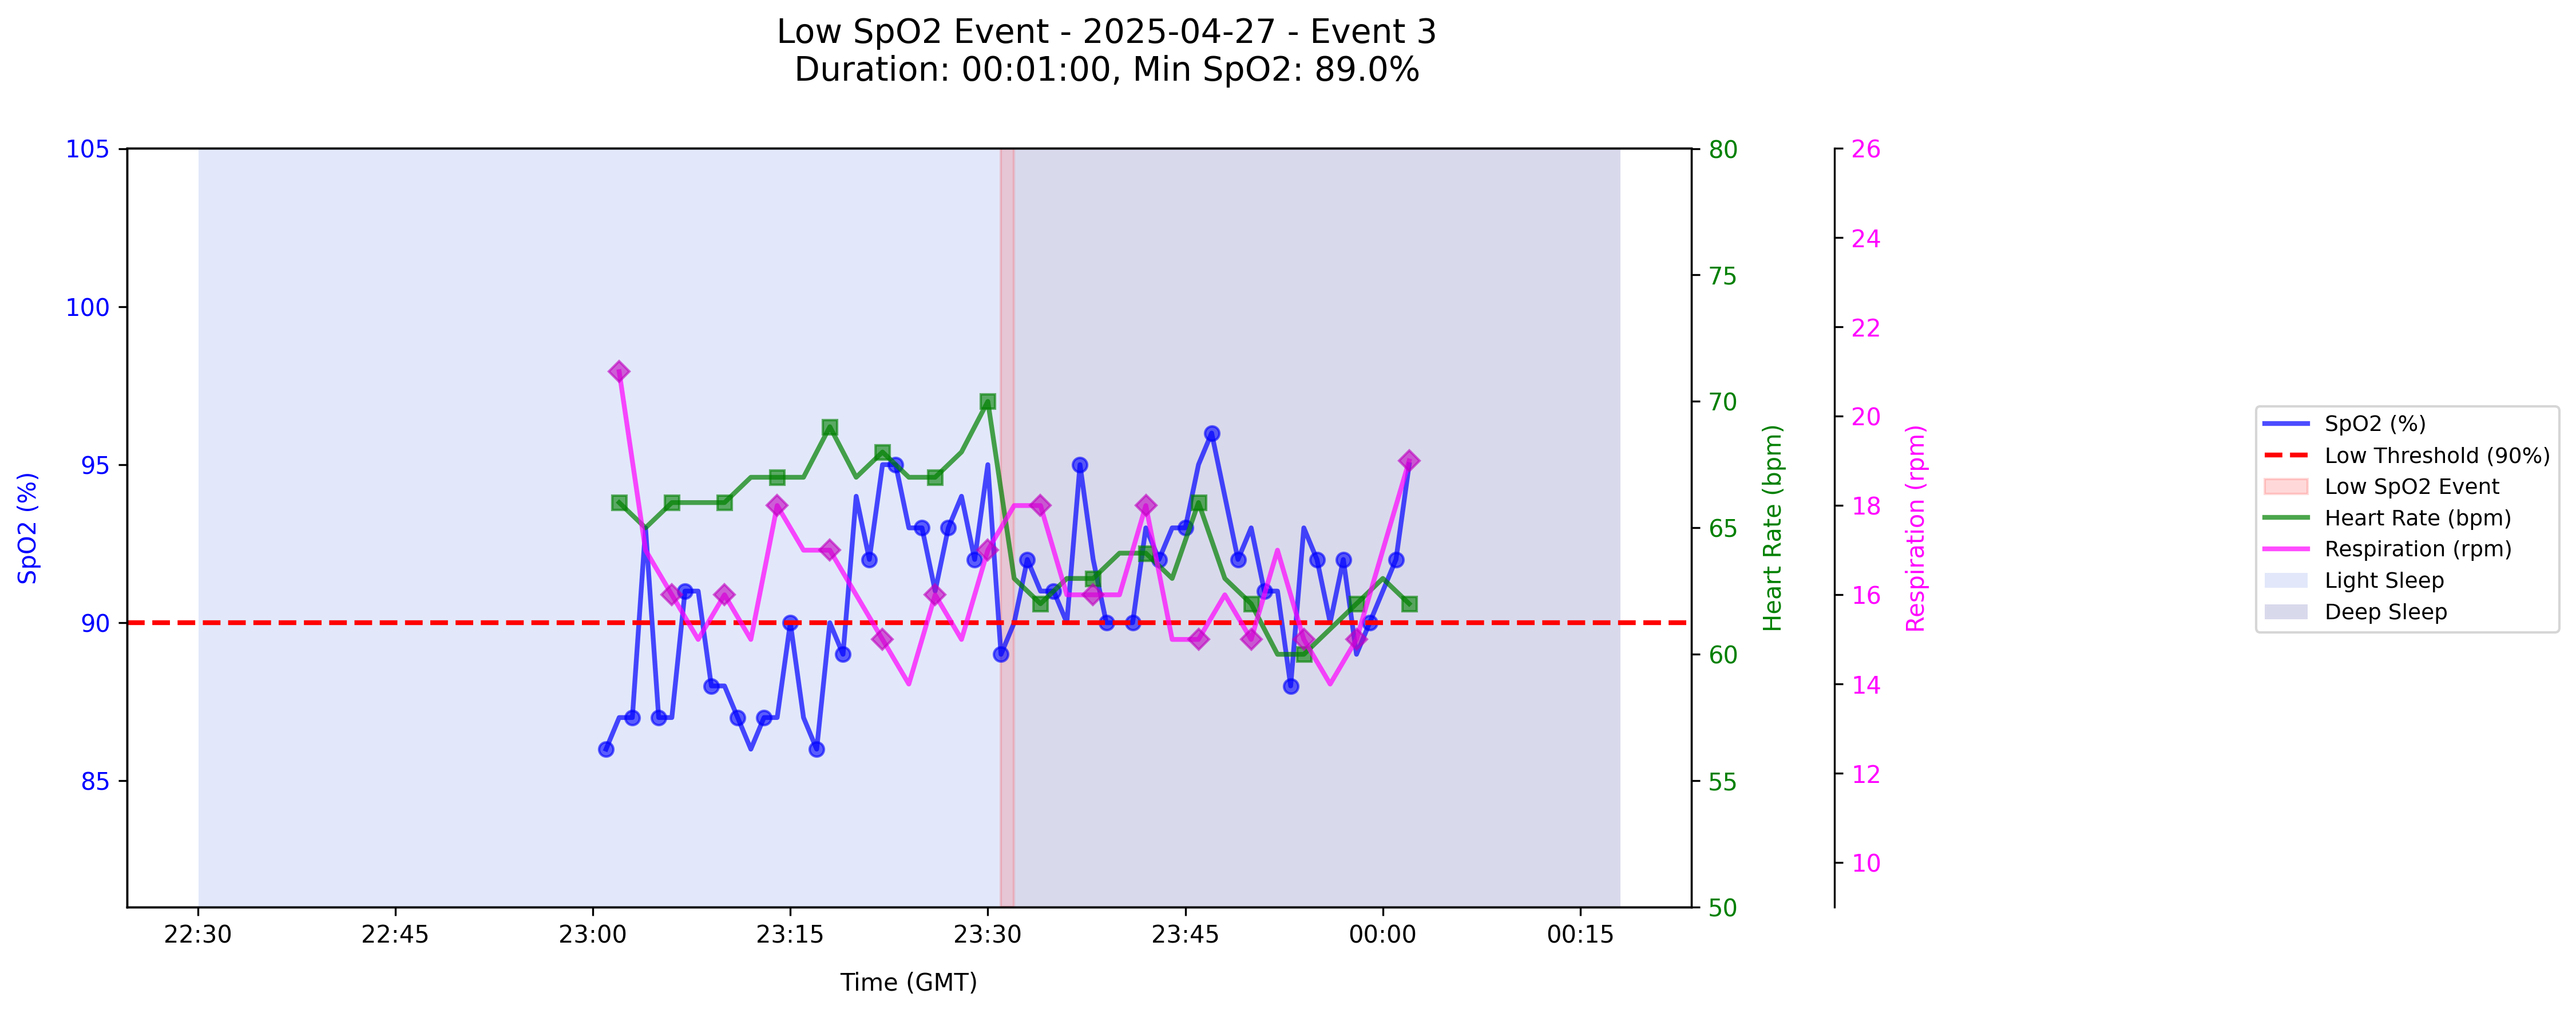 Low SpO2 Event - 2025-04-27 - Event 3
Duration: 00:01:00, Min SpO2: 89.0%
105
100
95
90
85
SpO2 (%)
80
75
70
65
60
55
50
Heart Rate (bpm)
26
24
22
20
18
16
14
12
10
Respiration (rpm)
SpO2 (%)
Low Threshold (90%)
Low SpO2 Event
Heart Rate (bpm)
Respiration (rpm)
Light Sleep
Deep Sleep
22:30 22:45 23:00 23:15 23:30 23:45 00:00 00:15
Time (GMT)